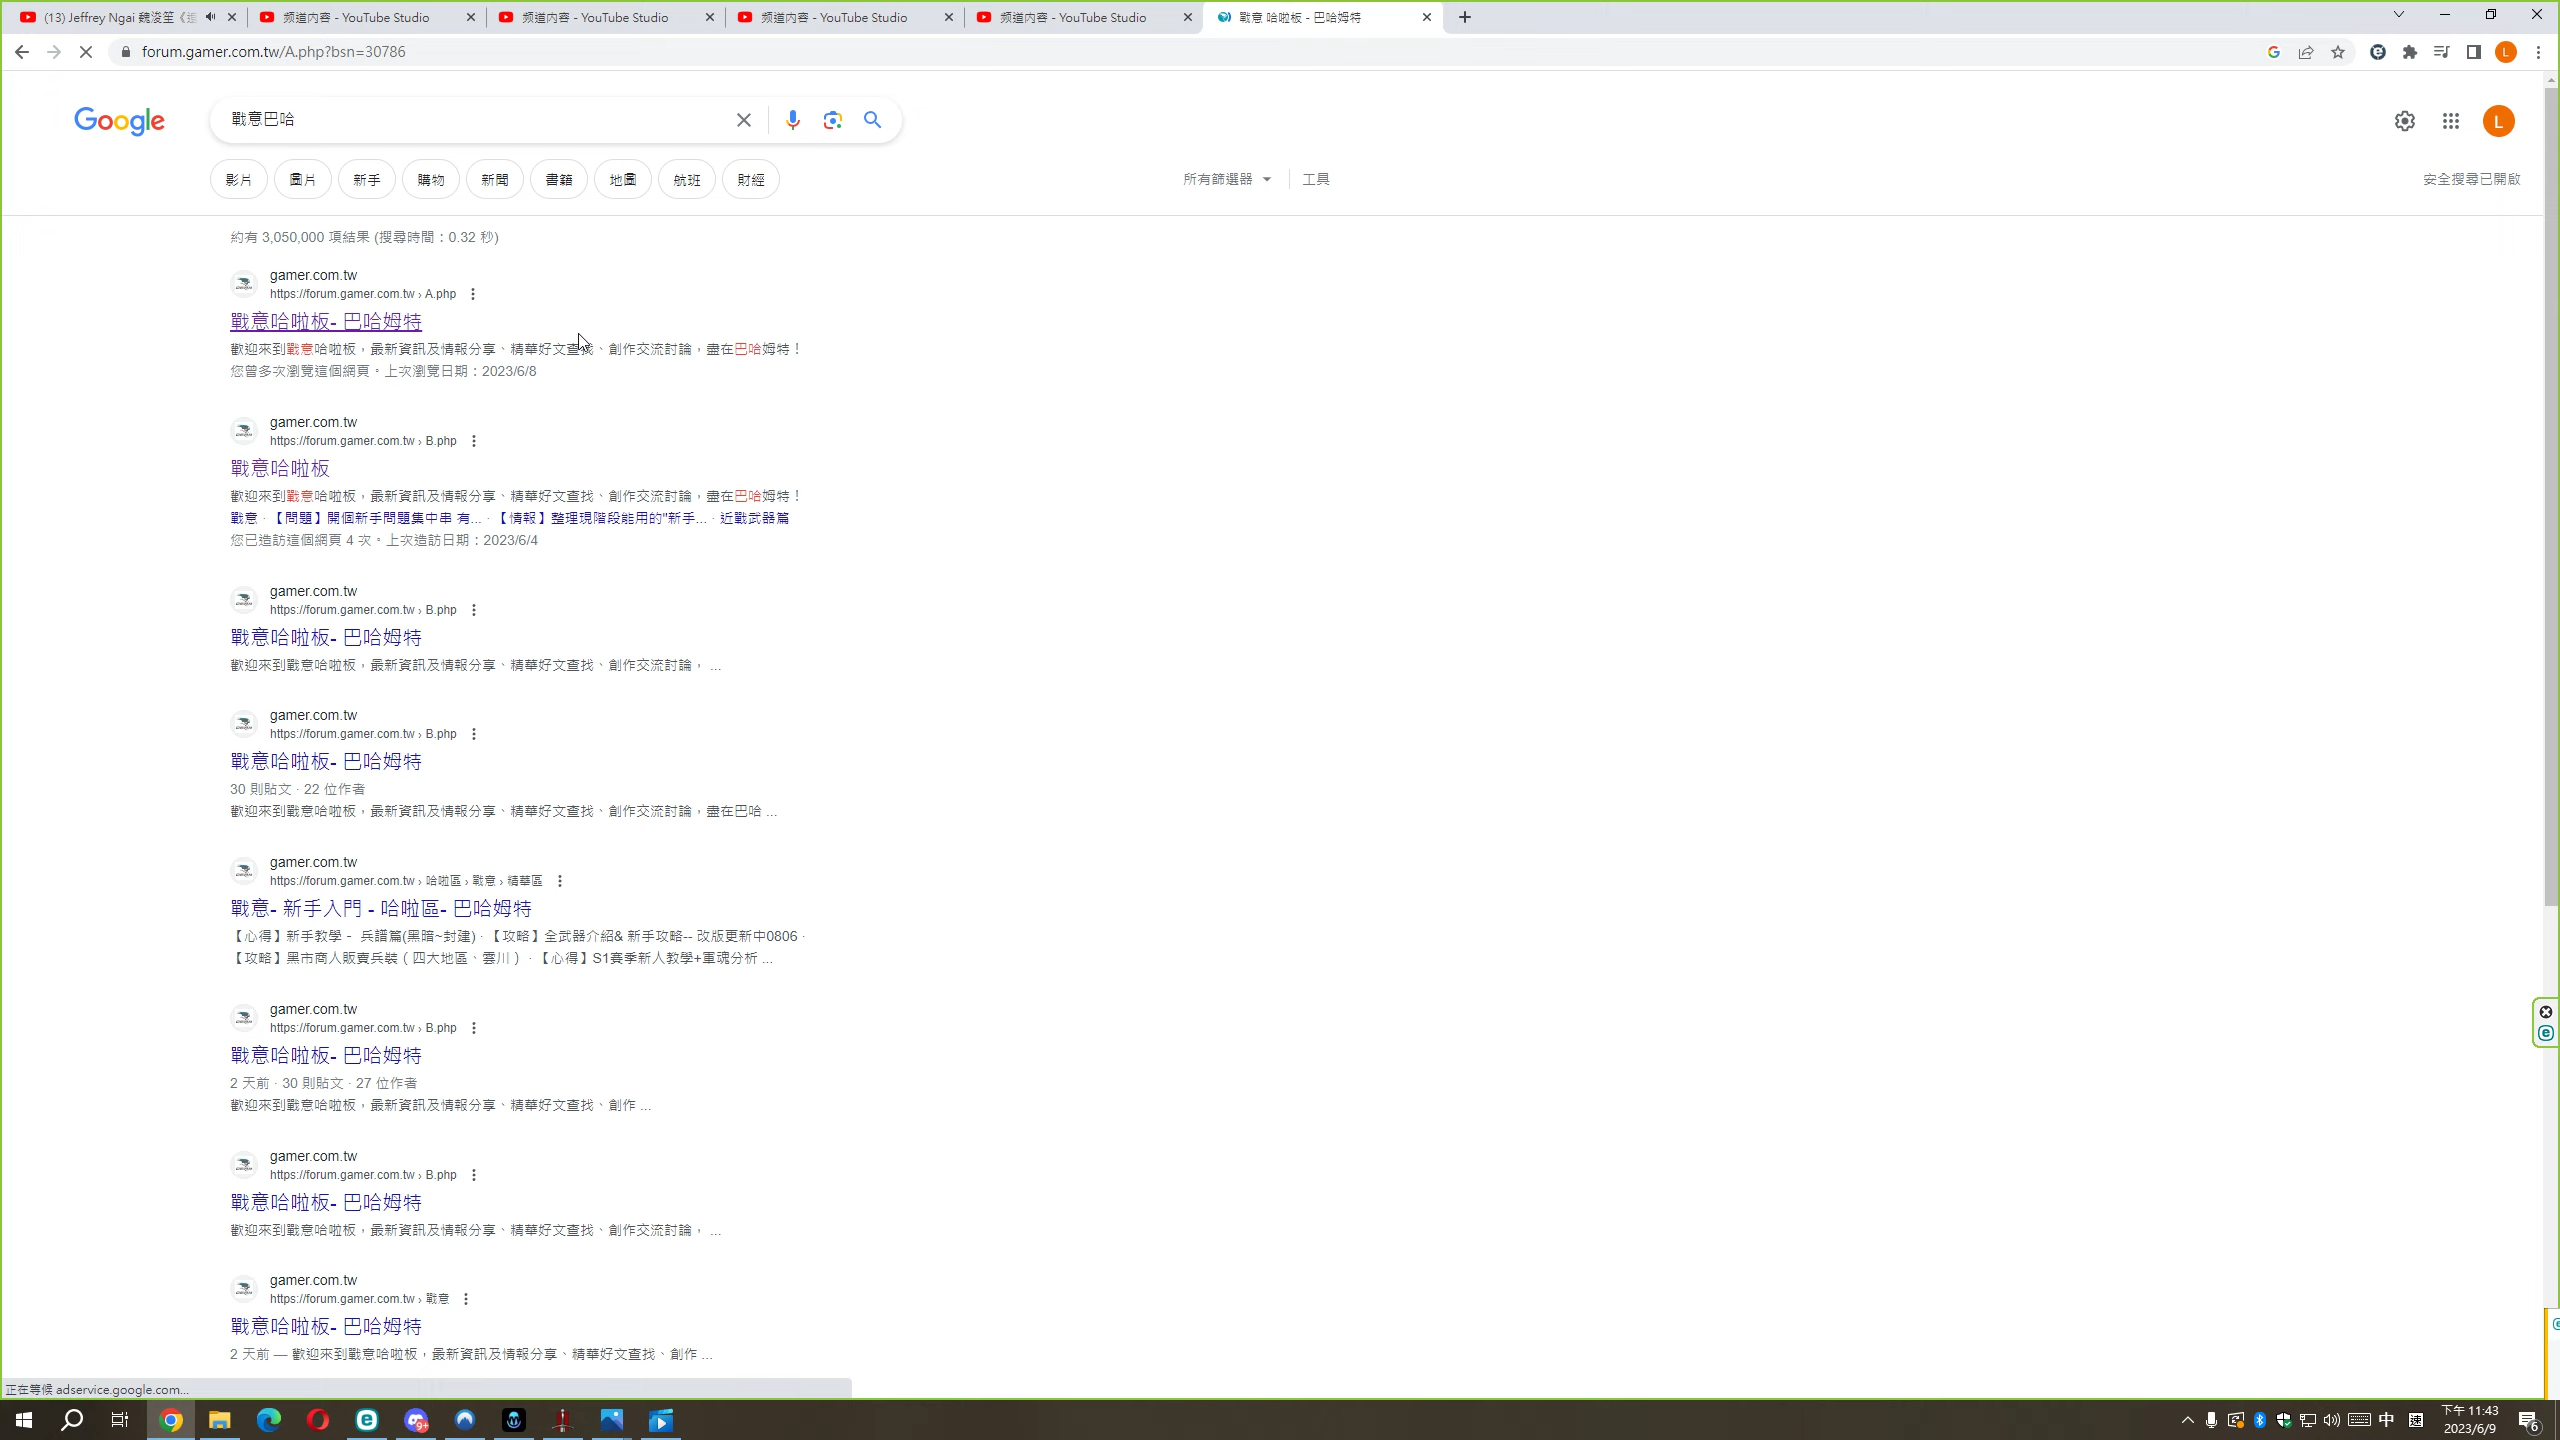 (13) Jeffrey Ngai 魏浚笙《這
频道内容 - YouTube Studio
频道内容 - YouTube Studio
频道内容 - YouTube Studio
频道内容 - YouTube Studio
戰意 哈啦板 - 巴哈姆特
forum.gamer.com.tw/A.php?bsn=30786
L
Google
戰意巴哈
L
影片
圖片
新手
購物
新聞
書籍
地圖
航班
財經
所有篩選器
工具
安全搜尋已開啟
約有 3,050,000 項結果 (搜尋時間：0.32 秒)
gamer.com.tw
https://forum.gamer.com.tw › A.php
戰意哈啦板- 巴哈姆特
歡迎來到戰意哈啦板，最新資訊及情報分享、精華好文查找、創作交流討論，盡在巴哈姆特！
您曾多次瀏覽這個網頁。上次瀏覽日期：2023/6/8
gamer.com.tw
https://forum.gamer.com.tw › B.php
戰意哈啦板
歡迎來到戰意哈啦板，最新資訊及情報分享、精華好文查找、創作交流討論，盡在巴哈姆特！
戰意 · 【問題】開個新手問題集中串 有... · 【情報】整理現階段能用的"新手... · 近戰武器篇
您已造訪這個網頁 4 次。上次造訪日期：2023/6/4
gamer.com.tw
https://forum.gamer.com.tw › B.php
戰意哈啦板- 巴哈姆特
歡迎來到戰意哈啦板，最新資訊及情報分享、精華好文查找、創作交流討論， ...
gamer.com.tw
https://forum.gamer.com.tw › B.php
戰意哈啦板- 巴哈姆特
30 則貼文 · 22 位作者
歡迎來到戰意哈啦板，最新資訊及情報分享、精華好文查找、創作交流討論，盡在巴哈 ...
gamer.com.tw
https://forum.gamer.com.tw › 哈啦區 › 戰意 › 精華區
戰意- 新手入門 - 哈啦區- 巴哈姆特
【心得】新手教學 - 兵譜篇(黑暗~封建) · 【攻略】全武器介紹& 新手攻略-- 改版更新中0806 ·
【攻略】黑市商人販賣兵裝（四大地區、雲川） · 【心得】S1賽季新人教學+軍魂分析 ...
gamer.com.tw
https://forum.gamer.com.tw › B.php
戰意哈啦板- 巴哈姆特
2 天前 · 30 則貼文 · 27 位作者
歡迎來到戰意哈啦板，最新資訊及情報分享、精華好文查找、創作 ...
gamer.com.tw
https://forum.gamer.com.tw › B.php
戰意哈啦板- 巴哈姆特
歡迎來到戰意哈啦板，最新資訊及情報分享、精華好文查找、創作交流討論， ...
gamer.com.tw
https://forum.gamer.com.tw › 戰意
戰意哈啦板- 巴哈姆特
2 天前 — 歡迎來到戰意哈啦板，最新資訊及情報分享、精華好文查找、創作 ...
正在等候 adservice.google.com...
9+
中
速
下午 11:43
2023/6/9
6